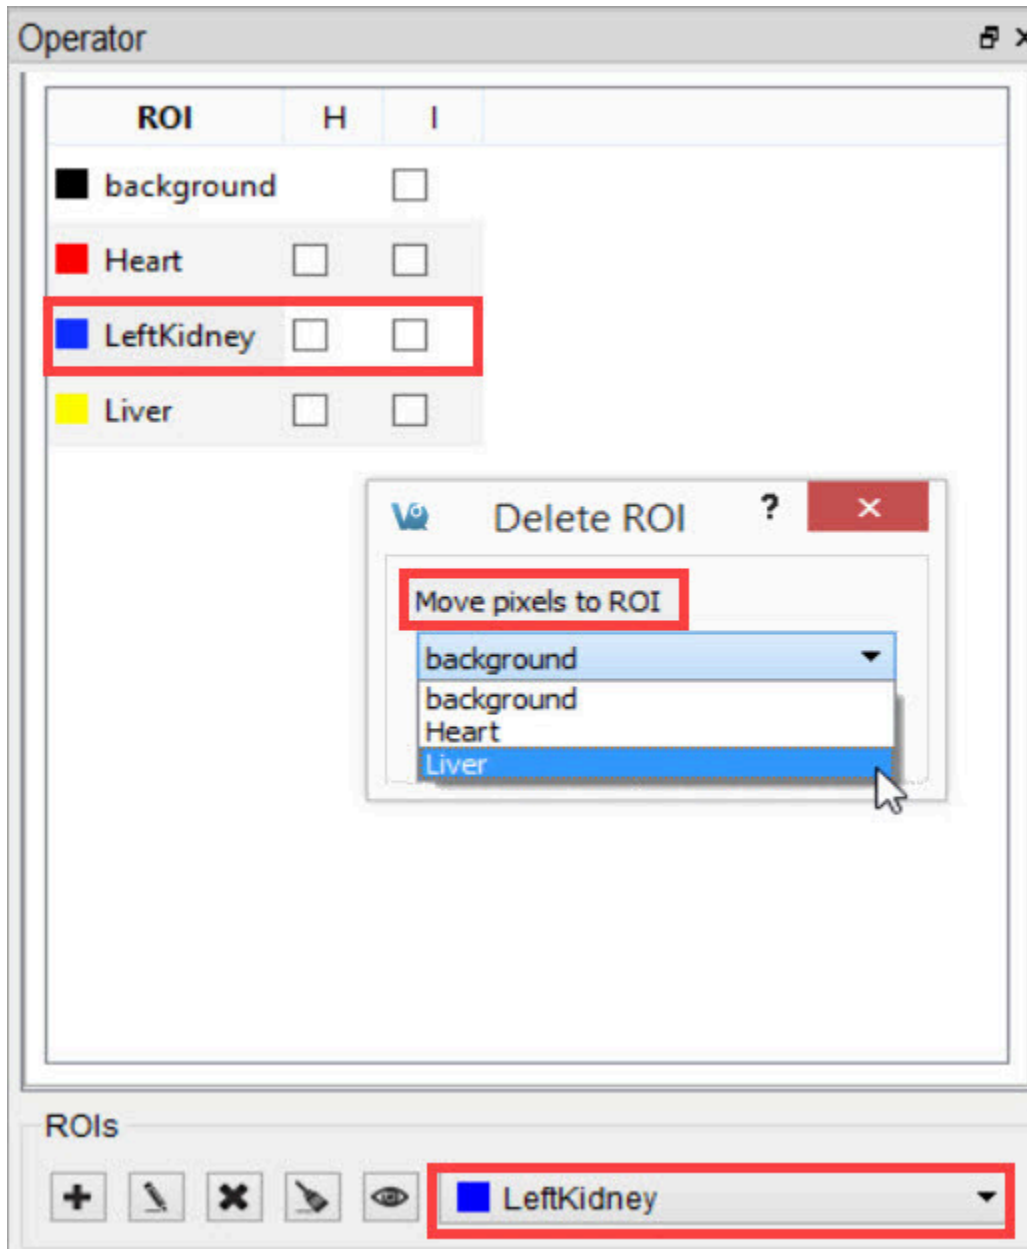 Operator
ROI H I
background
Heart
LeftKidney
Liver
Delete ROI ?
Move pixels to ROI
background
background
Heart
Liver
ROIs
LeftKidney